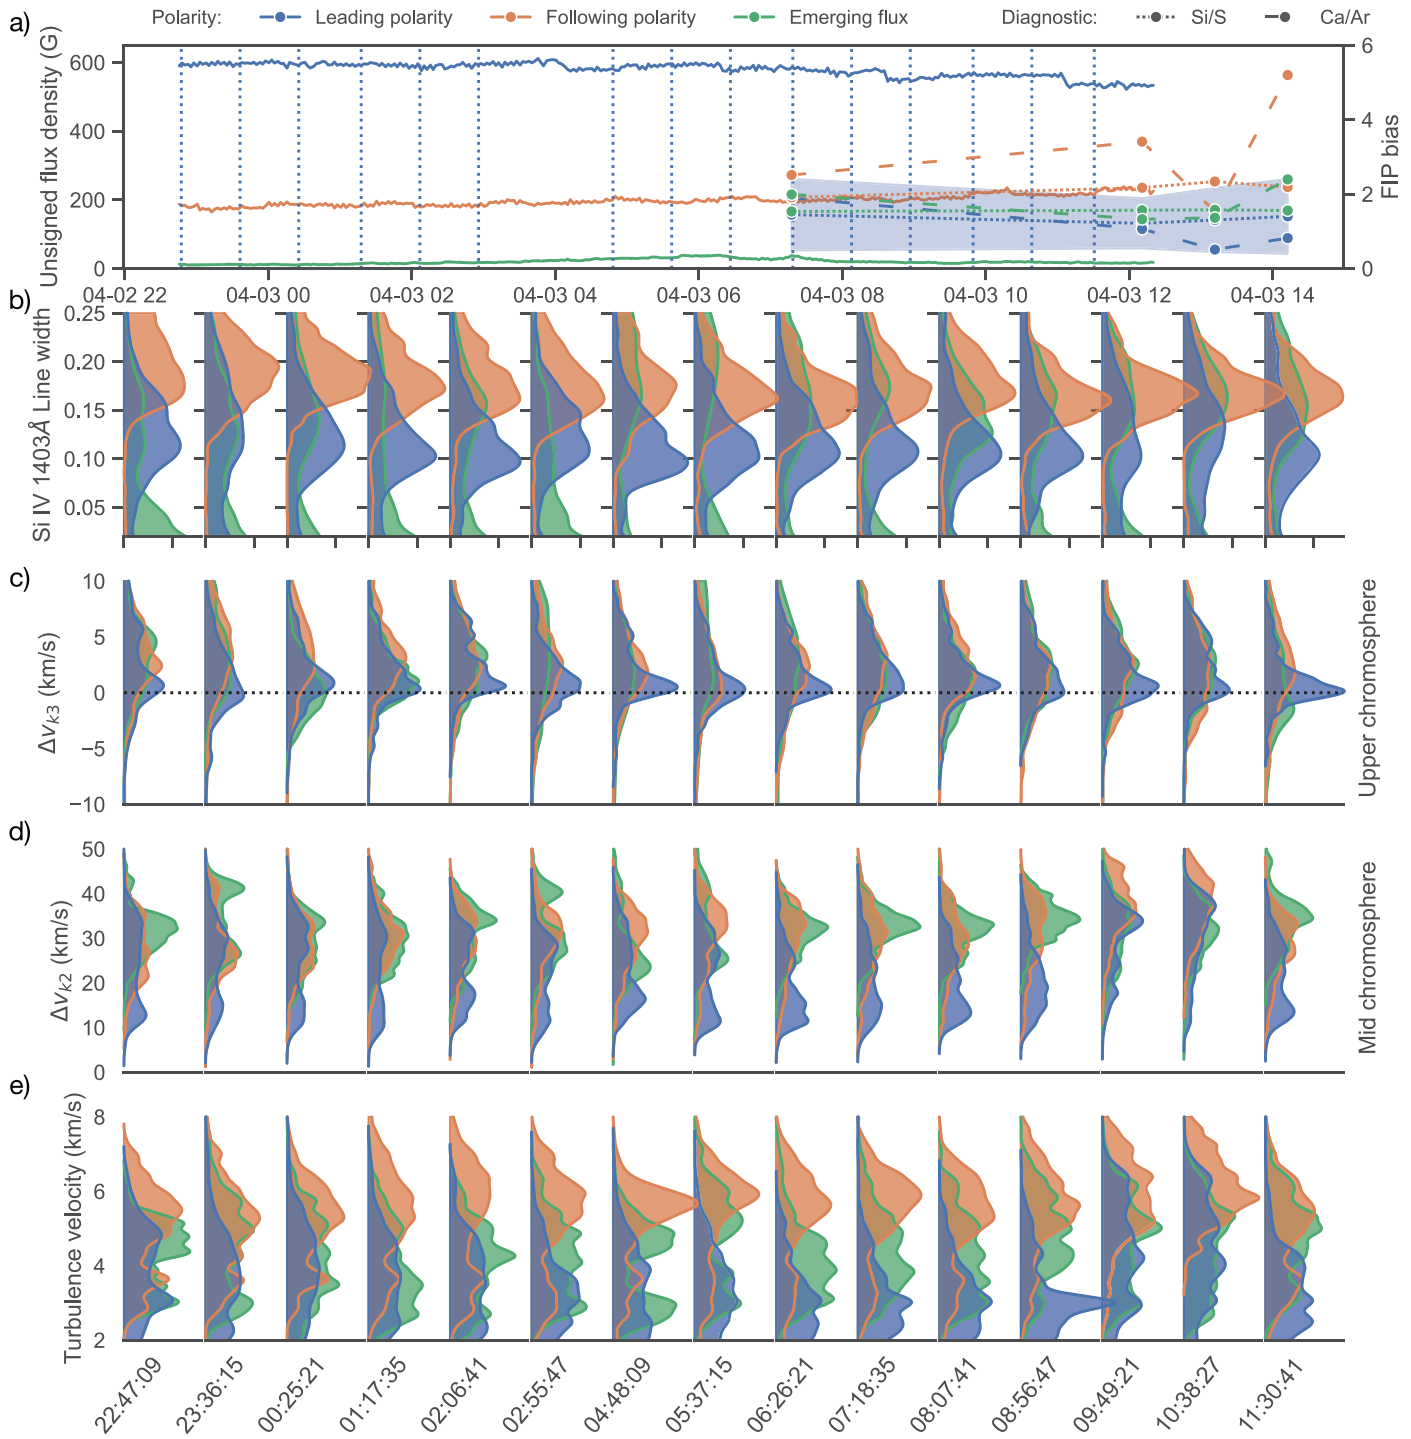 a)
Polarity: Leading polarity Following polarity Emerging flux Diagnostic: Si/S Ca/Ar
Unsigned flux density (G)
600
400
200
0
6
4
2
0
FIP bias
04-02 22 04-03 00 04-03 02 04-03 04 04-03 06 04-03 08 04-03 10 04-03 12 04-03 14
b)
Si IV 1403Å Line width
0.25
0.20
0.15
0.10
0.05
c)
Δv_{k3} (km/s)
10
5
0
−5
−10
Upper chromosphere
d)
Δv_{k2} (km/s)
50
40
30
20
10
0
Mid chromosphere
e)
Turbulence velocity (km/s)
8
6
4
2
22:47:09 23:36:15 00:25:21 01:17:35 02:06:41 02:55:47 04:48:09 05:37:15 06:26:21 07:18:35 08:07:41 08:56:47 09:49:21 10:38:27 11:30:41